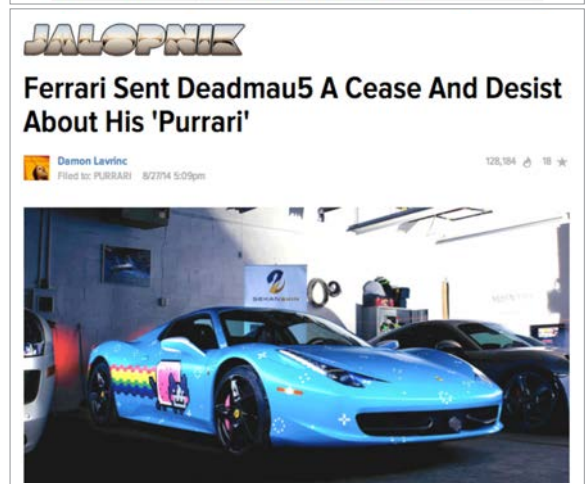 JALOPNIK
Ferrari Sent Deadmau5 A Cease And Desist
About His 'Purrari'
Damon Lavrinc
Filed to: PURRARI 8/27/14 5:09pm
128,184 18